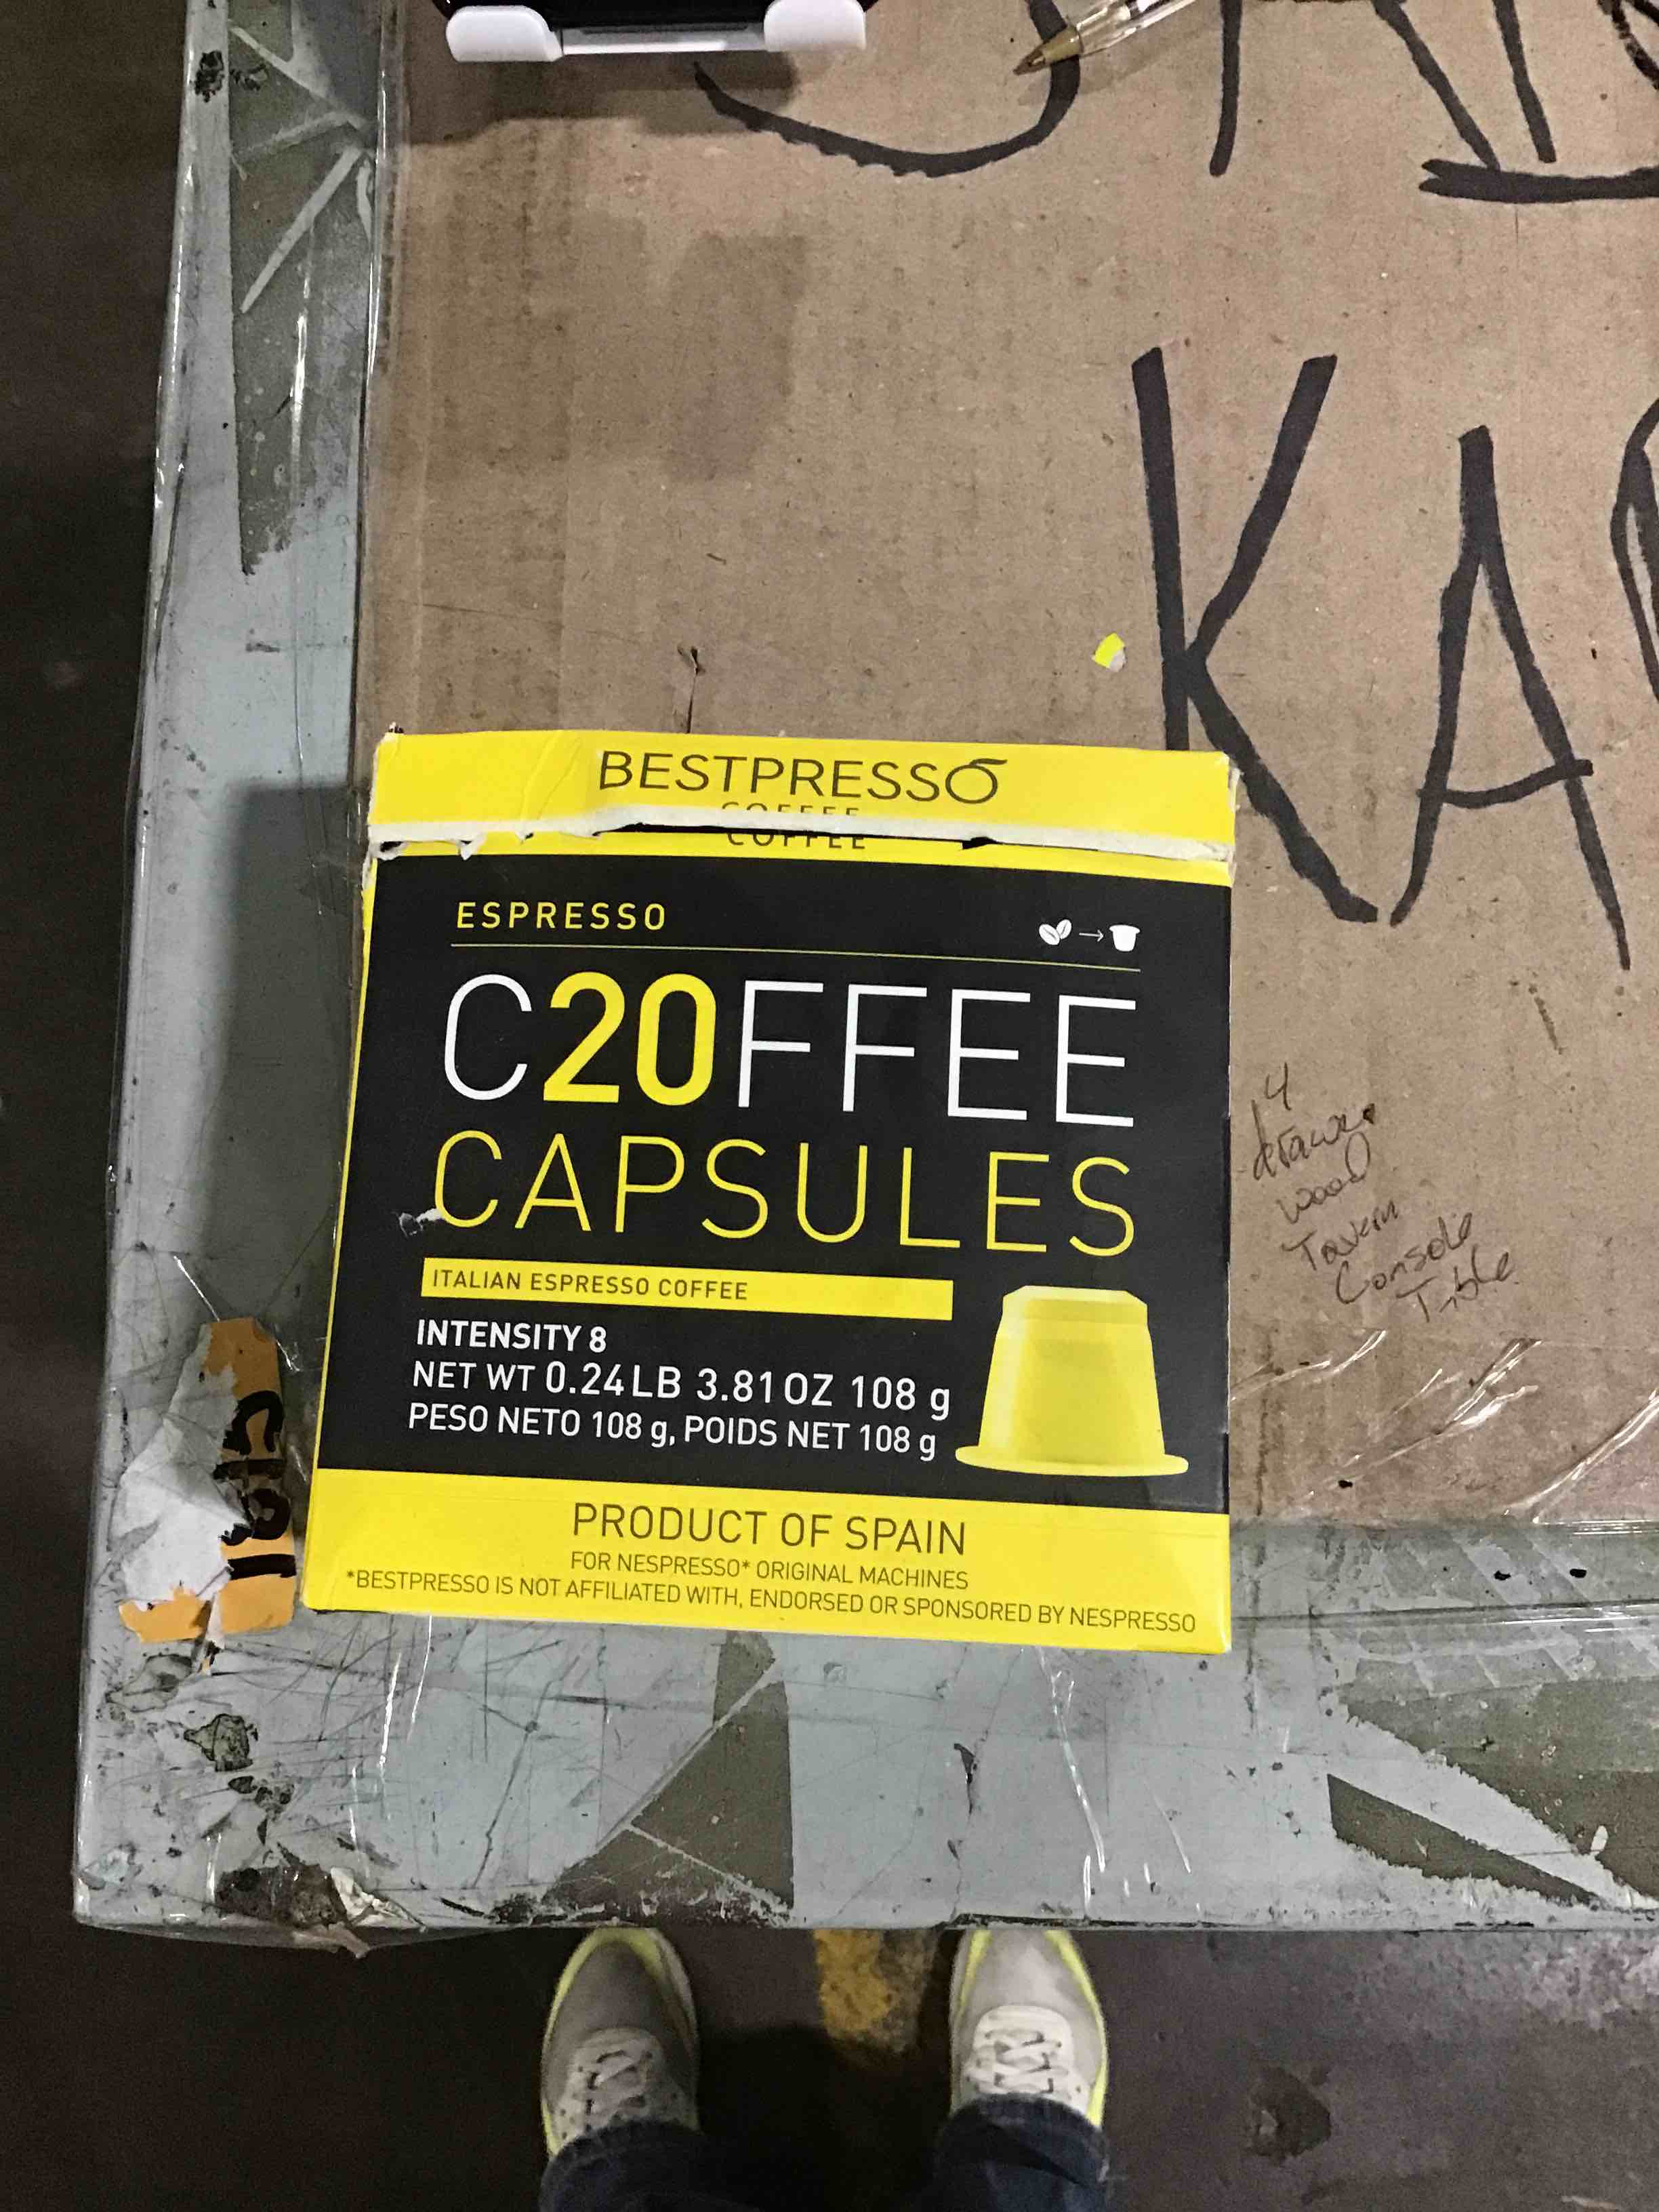 KA
BESTPRESSO
COFFEE
COFFEE
ESPRESSO
C20FFEE
CAPSULES
ITALIAN ESPRESSO COFFEE
INTENSITY 8
NET WT 0.24LB 3.81OZ 108 g
PESO NETO 108 g, POIDS NET 108 g
PRODUCT OF SPAIN
FOR NESPRESSO* ORIGINAL MACHINES
*BESTPRESSO IS NOT AFFILIATED WITH, ENDORSED OR SPONSORED BY NESPRESSO
wood
Tavern
Console
Table